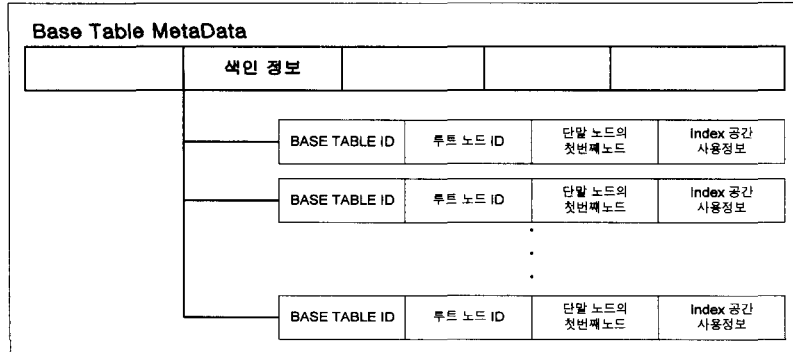 Base Table MetaData
색인 정보
BASE TABLE ID 루트 노드 ID 단말 노드의 Index 공간
첫번째노드 사용정보
BASE TABLE ID 루트 노드 ID 단말 노드의 Index 공간
첫번째노드 사용정보
BASE TABLE ID 루트 노드 ID 단말 노드의 Index 공간
첫번째노드 사용정보